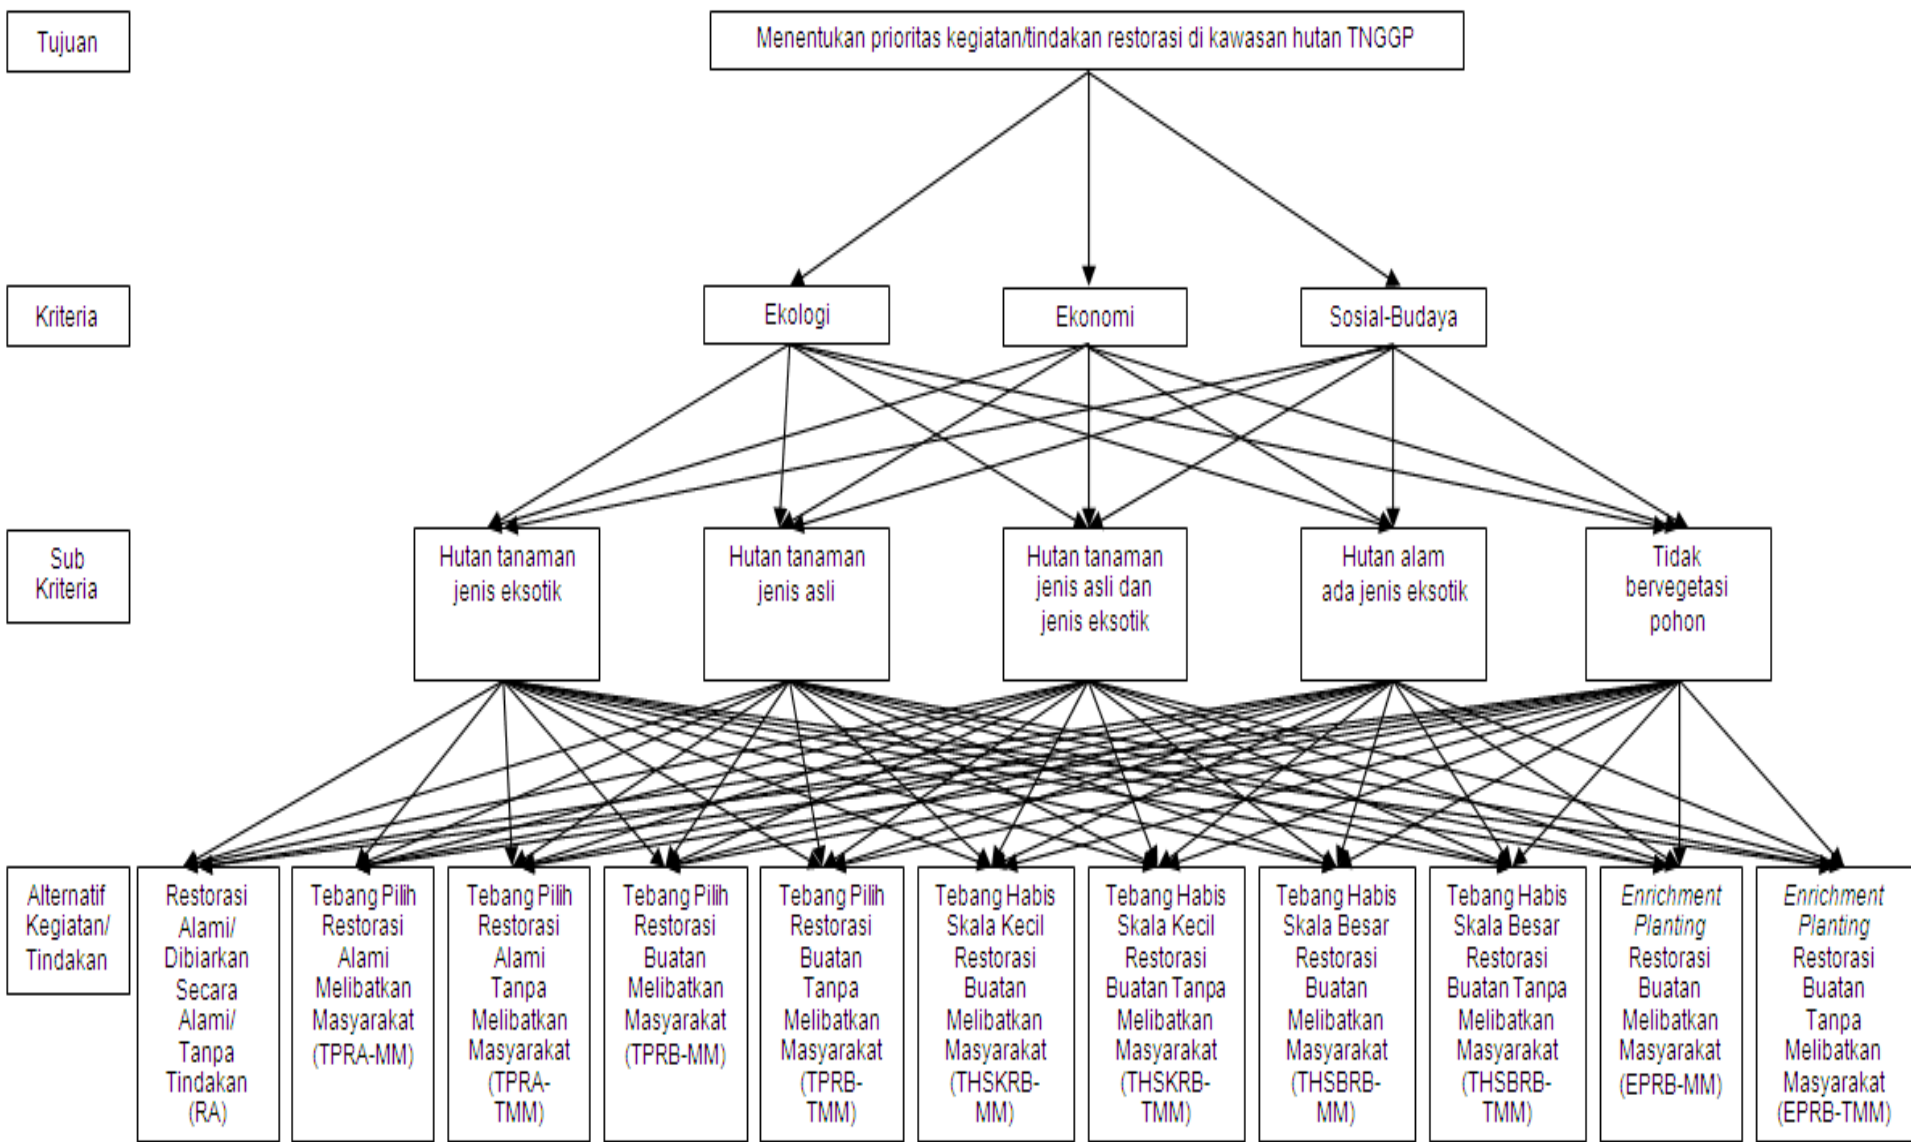 Tujuan
Menentukan prioritas kegiatan/tindakan restorasi di kawasan hutan TNGGP
Kriteria
Ekologi
Ekonomi
Sosial-Budaya
Sub
Kriteria
Hutan tanaman
jenis eksotik
Hutan tanaman
jenis asli
Hutan tanaman
jenis asli dan
jenis eksotik
Hutan alam
ada jenis eksotik
Tidak
bervegetasi
pohon
Alternatif
Kegiatan/
Tindakan
Restorasi
Alami/
Dibiarkan
Secara
Alami/
Tanpa
Tindakan
(RA)
Tebang Pilih
Restorasi
Alami
Melibatkan
Masyarakat
(TPRA-MM)
Tebang Pilih
Restorasi
Alami
Tanpa
Melibatkan
Masyarakat
(TPRA-
TMM)
Tebang Pilih
Restorasi
Buatan
Melibatkan
Masyarakat
(TPRB-MM)
Tebang Pilih
Restorasi
Buatan
Tanpa
Melibatkan
Masyarakat
(TPRB-
TMM)
Tebang Habis
Skala Kecil
Restorasi
Buatan
Melibatkan
Masyarakat
(THSKRB-
MM)
Tebang Habis
Skala Kecil
Restorasi
Buatan Tanpa
Melibatkan
Masyarakat
(THSKRB-
TMM)
Tebang Habis
Skala Besar
Restorasi
Buatan
Melibatkan
Masyarakat
(THSBRB-
MM)
Tebang Habis
Skala Besar
Restorasi
Buatan Tanpa
Melibatkan
Masyarakat
(THSBRB-
TMM)
Enrichment
Planting
Restorasi
Buatan
Melibatkan
Masyarakat
(EPRB-MM)
Enrichment
Planting
Restorasi
Buatan
Tanpa
Melibatkan
Masyarakat
(EPRB-TMM)